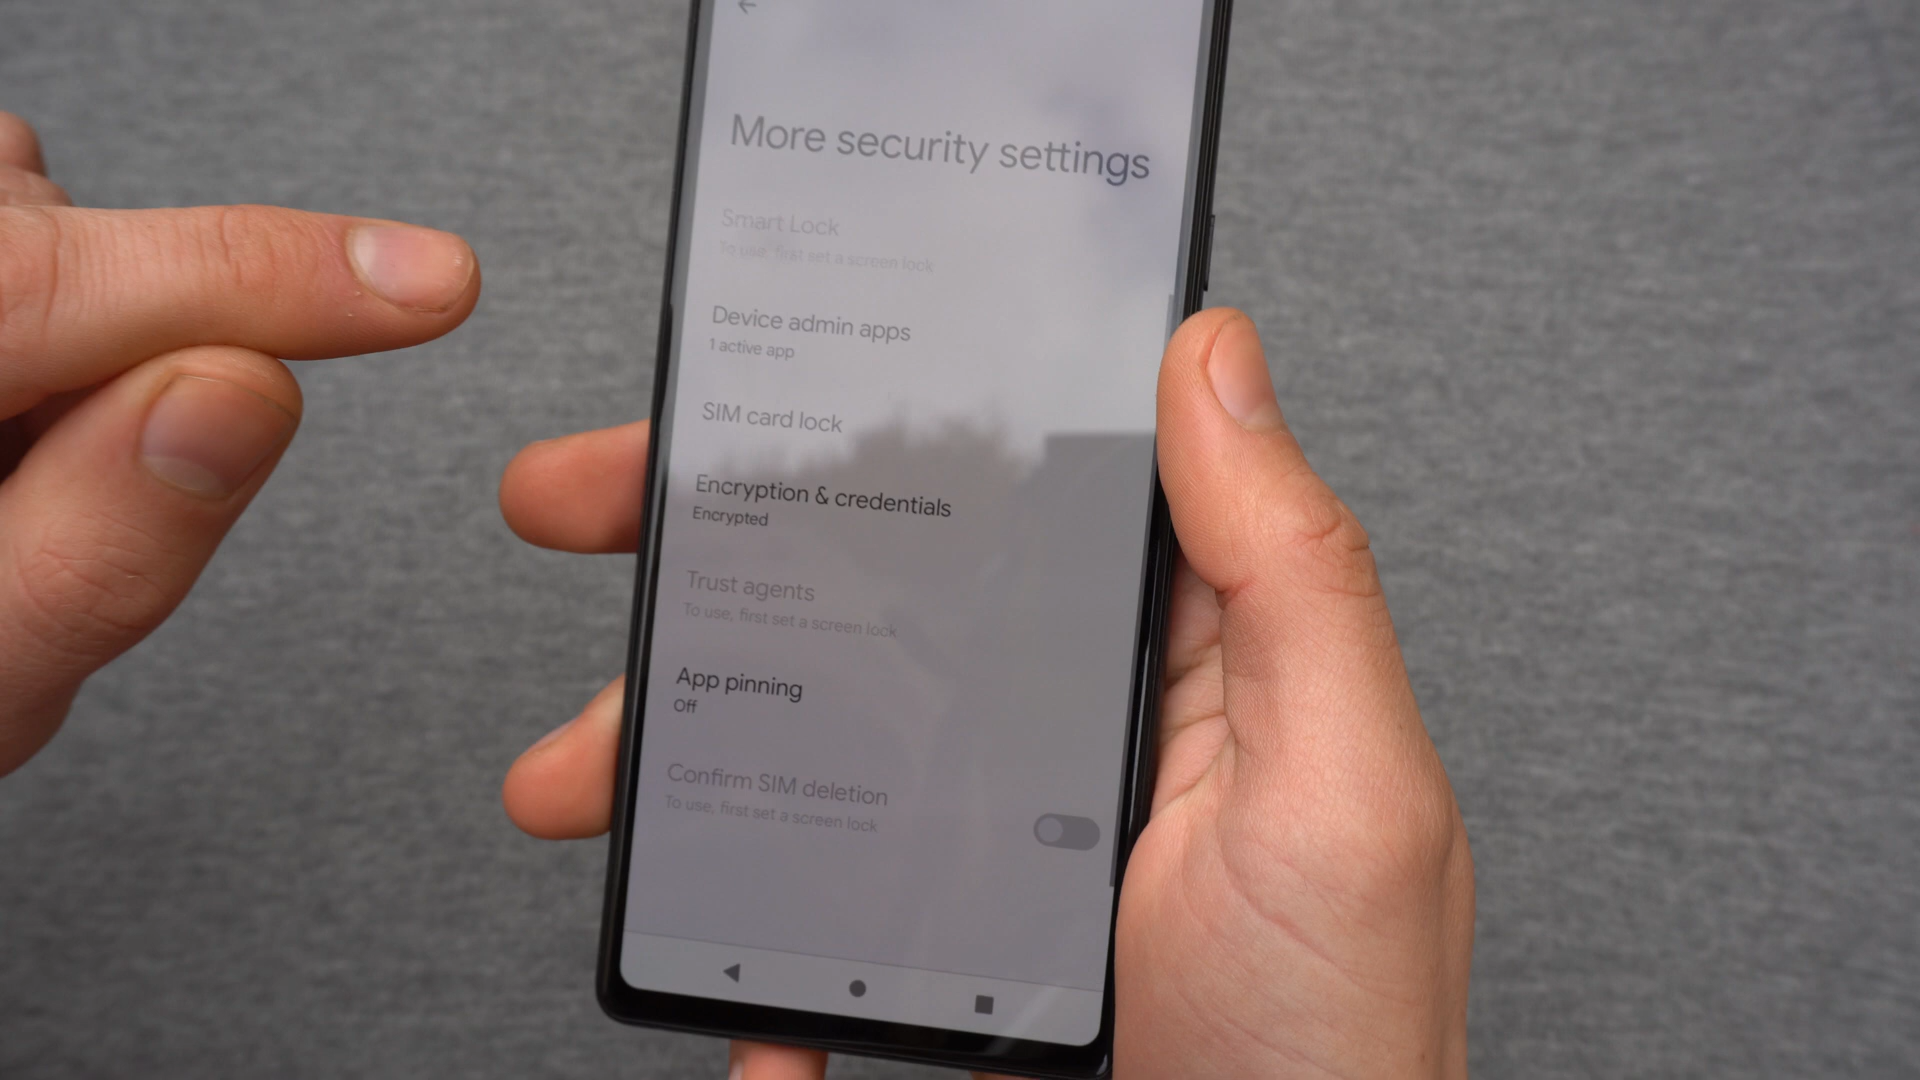 More security settings
Smart Lock
To use, first set a screen lock
Device admin apps
1 active app
SIM card lock
Encryption & credentials
Encrypted
Trust agents
To use, first set a screen lock
App pinning
Off
Confirm SIM deletion
To use, first set a screen lock